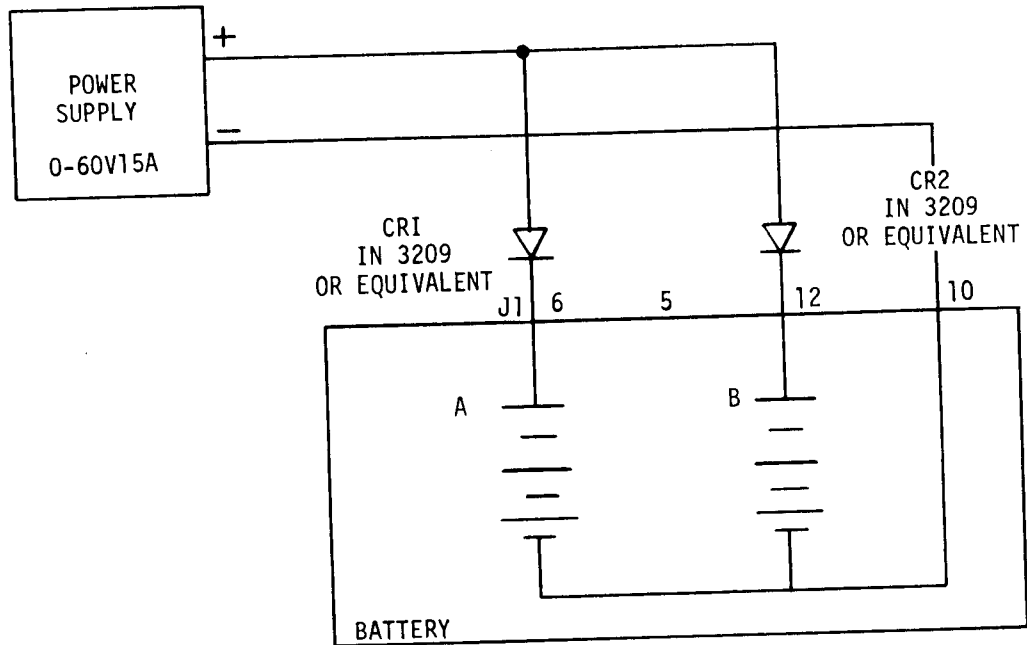 +
POWER
SUPPLY
−
0-60V15A
CR1
IN 3209
OR EQUIVALENT
CR2
IN 3209
OR EQUIVALENT
J1 6 5 12 10
A B
BATTERY